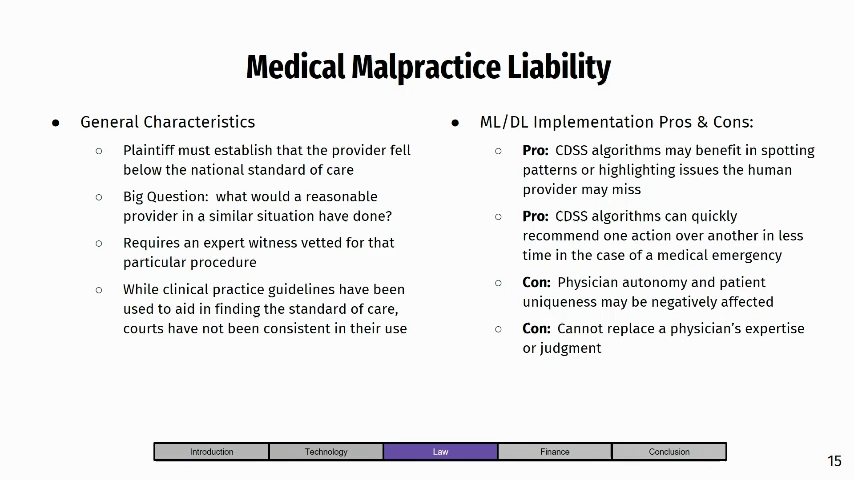 Medical Malpractice Liability
● General Characteristics
○ Plaintiff must establish that the provider fell
below the national standard of care
○ Big Question: what would a reasonable
provider in a similar situation have done?
○ Requires an expert witness vetted for that
particular procedure
○ While clinical practice guidelines have been
used to aid in finding the standard of care,
courts have not been consistent in their use
● ML/DL Implementation Pros & Cons:
○ Pro: CDSS algorithms may benefit in spotting
patterns or highlighting issues the human
provider may miss
○ Pro: CDSS algorithms can quickly
recommend one action over another in less
time in the case of a medical emergency
○ Con: Physician autonomy and patient
uniqueness may be negatively affected
○ Con: Cannot replace a physician’s expertise
or judgment
Introduction
Technology
Law
Finance
Conclusion
15